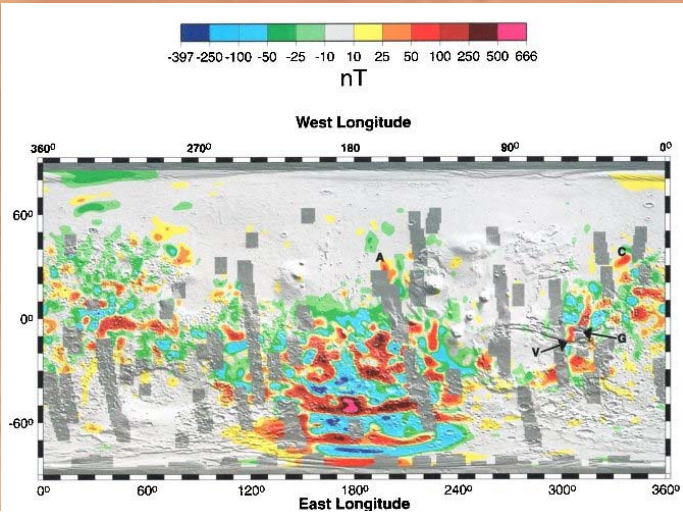 -397 -250 -100 -50 -25 -10 10 25 50 100 250 500 666
nT
West Longitude
360⁰ 270⁰ 180 90⁰ 0⁰
60⁰
A
C
0⁰
V
G
-60⁰
0⁰ 60⁰ 120⁰ 180⁰ 240⁰ 300⁰ 360⁰
East Longitude